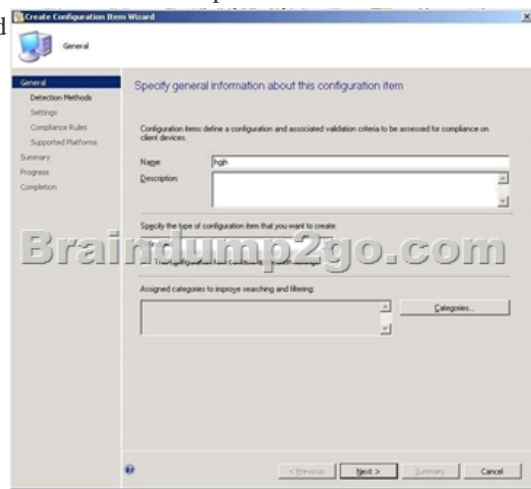 d
Create Configuration Item Wizard
General
General
Detection Methods
Settings
Compliance Rules
Supported Platforms
Summary
Progress
Completion
Specify general information about this configuration item
Configuration items define a configuration and associated validation criteria to be assessed for compliance on
client devices.
Name:
hgjh
Description:
Specify the type of configuration item that you want to create:
Braindump2go.com
Assigned categories to improve searching and filtering:
Categories...
< Previous
Next >
Summary
Cancel